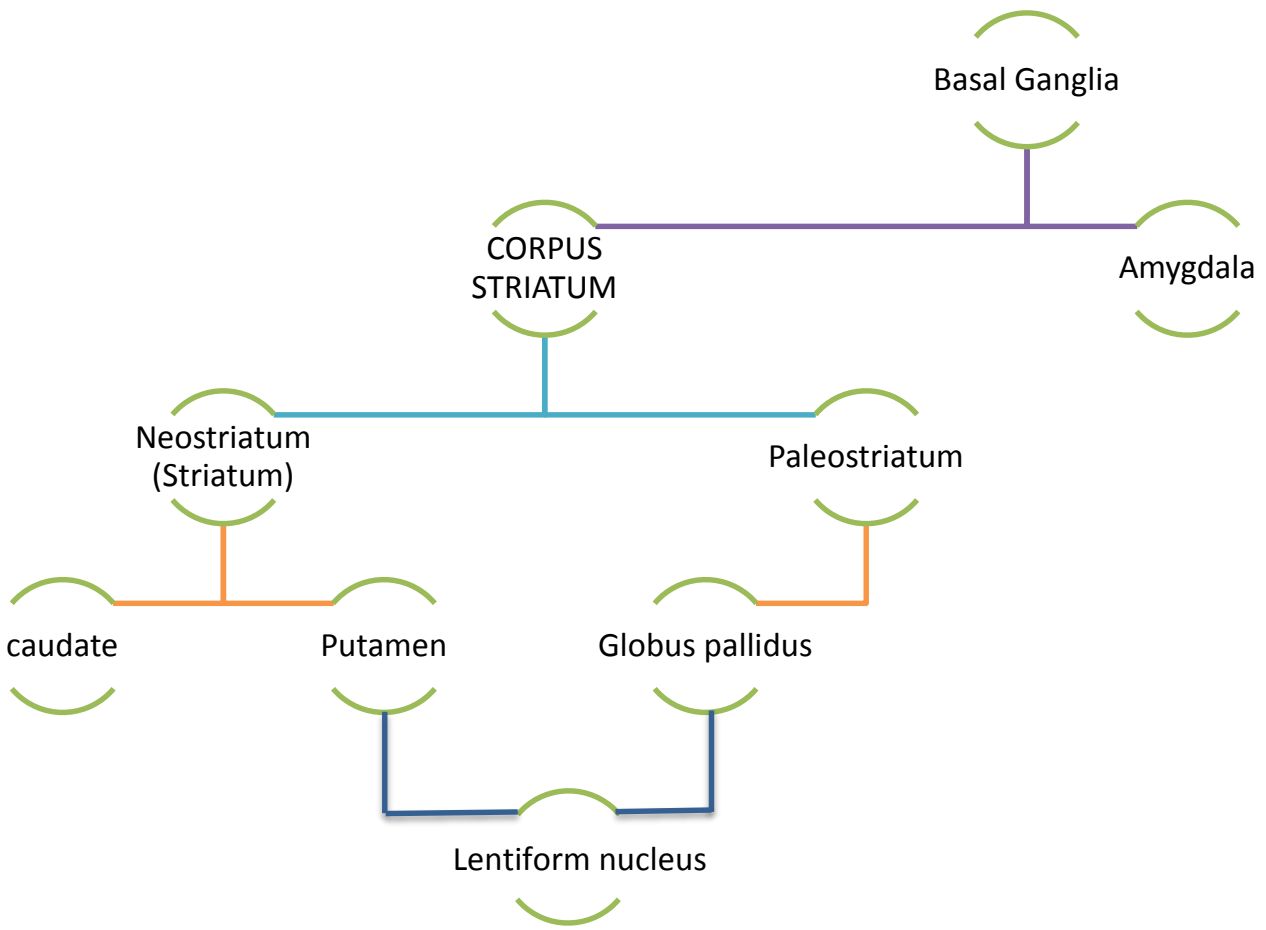 Basal Ganglia
CORPUS
STRIATUM
Amygdala
Neostriatum
(Striatum)
Paleostriatum
caudate
Putamen
Globus pallidus
Lentiform nucleus